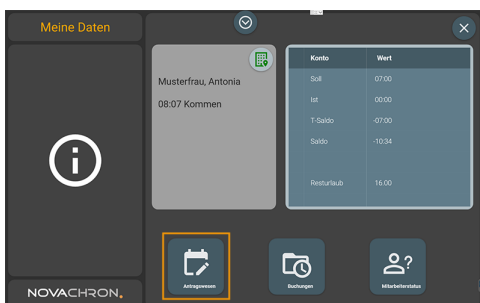 Meine Daten
Musterfrau, Antonia
08:07 Kommen
Konto Wert
Soll 07:00
Ist 00:00
T-Saldo -07:00
Saldo -10:34
Resturlaub 16.00
Antragswesen
Buchungen
?
Mitarbeiterstatus
NOVACHRON.